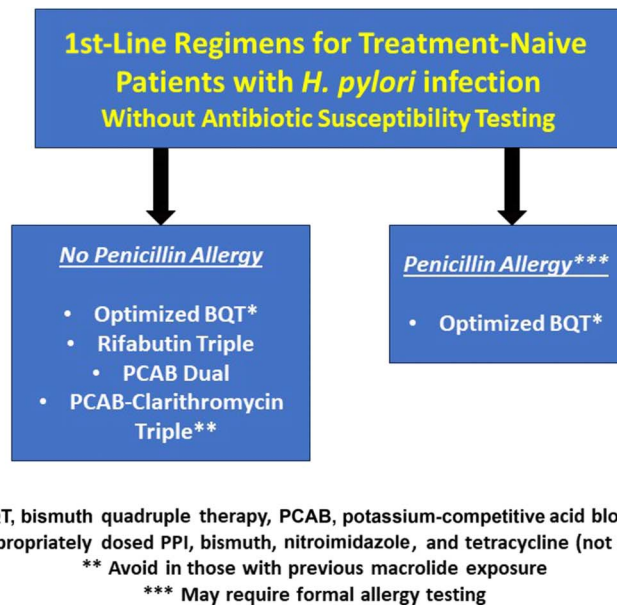 1st-Line Regimens for Treatment-Naive
Patients with H. pylori infection
Without Antibiotic Susceptibility Testing
No Penicillin Allergy
• Optimized BQT*
• Rifabutin Triple
• PCAB Dual
• PCAB-Clarithromycin
Triple**
Penicillin Allergy***
• Optimized BQT*
bismuth quadruple therapy, PCAB, potassium-competitive acid
dosed PPI, bismuth, nitroimidazole, and tetracycline (not
** Avoid in those with previous macrolide exposure
*** May require formal allergy testing